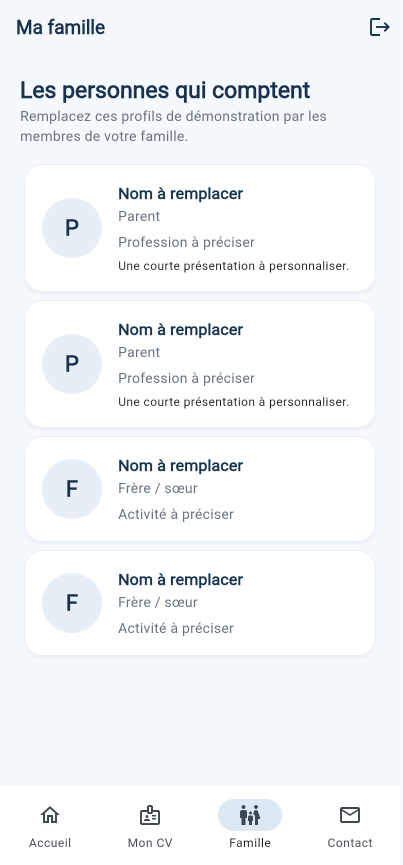 Ma famille
Les personnes qui comptent
Remplacez ces profils de démonstration par les
membres de votre famille.
P
Nom à remplacer
Parent
Profession à préciser
Une courte présentation à personnaliser.
P
Nom à remplacer
Parent
Profession à préciser
Une courte présentation à personnaliser.
F
Nom à remplacer
Frère / sœur
Activité à préciser
F
Nom à remplacer
Frère / sœur
Activité à préciser
Accueil
Mon CV
Famille
Contact